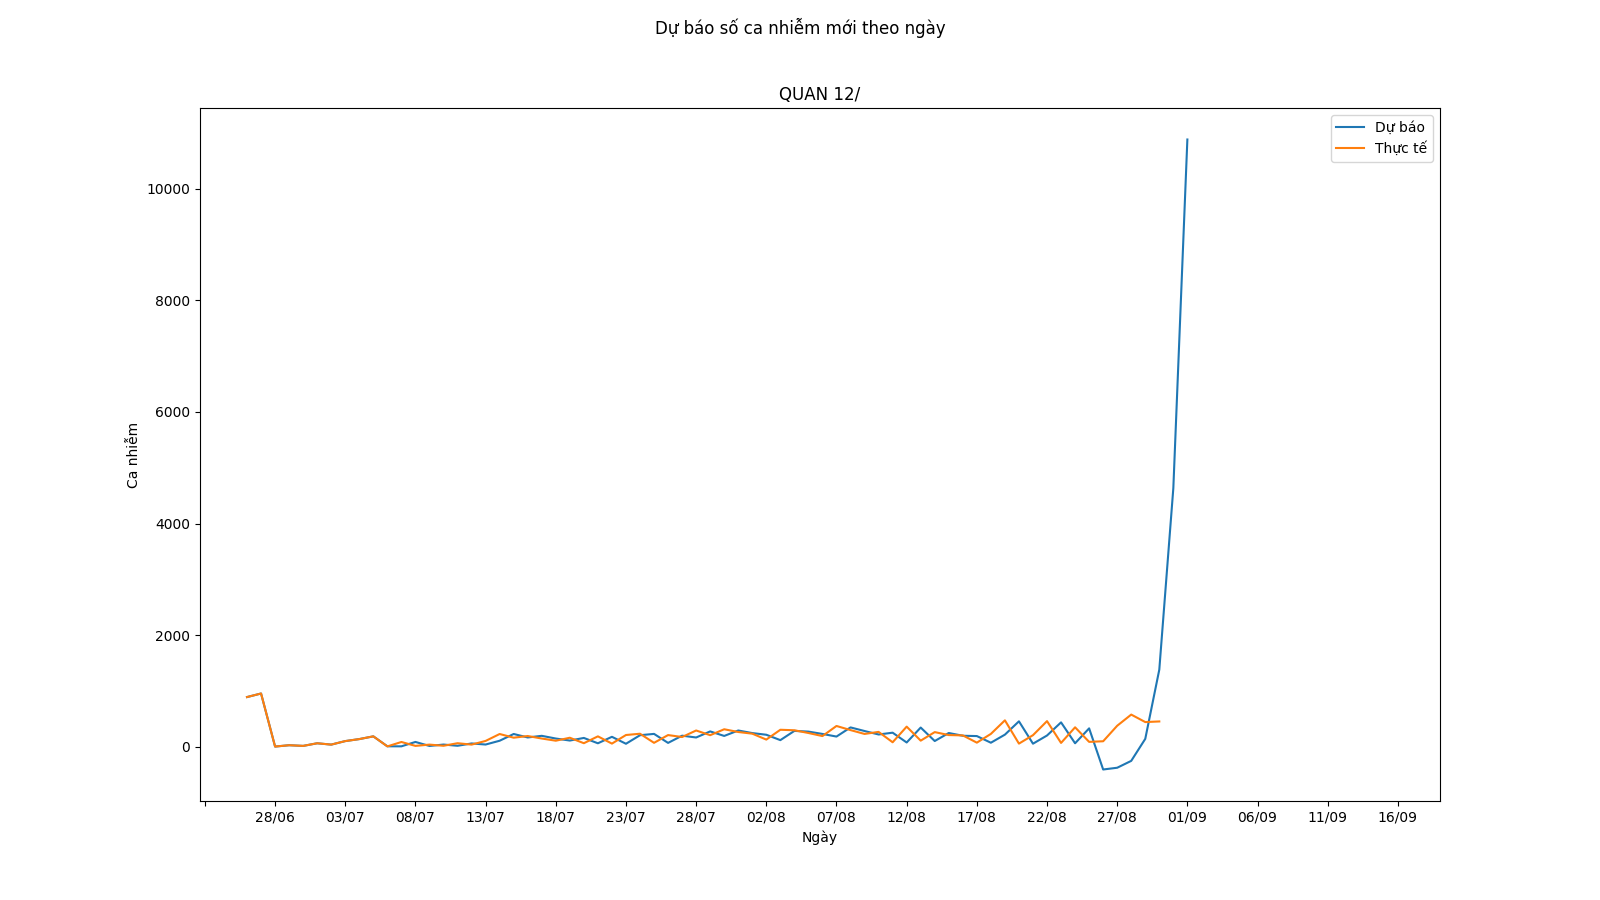 Dự báo số ca nhiễm mới theo ngày
QUAN 12/
Dự báo
Thực tế
10000
8000
6000
4000
2000
0
Ca nhiễm
28/06 03/07 08/07 13/07 18/07 23/07 28/07 02/08 07/08 12/08 17/08 22/08 27/08 01/09 06/09 11/09 16/09
Ngày